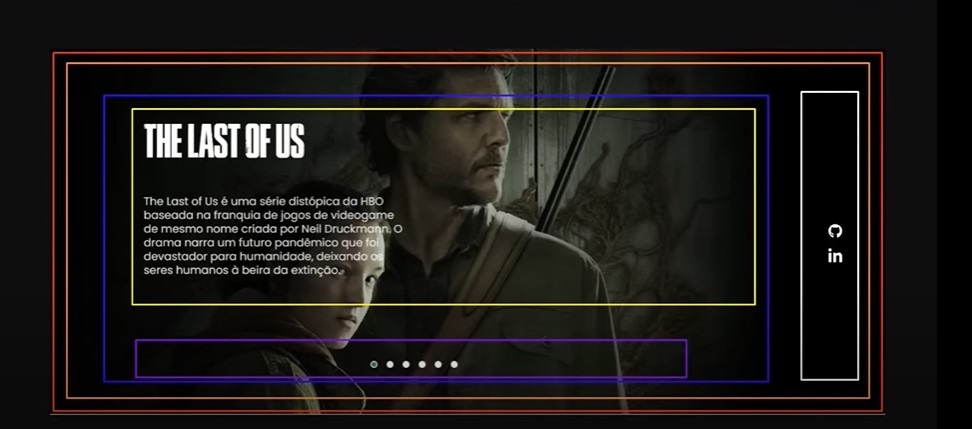 THE LAST OF US
The Last of Us é uma série distópica da HBO
baseada na franquia de jogos de videogame
de mesmo nome criada por Neil Druckmann. O
drama narra um futuro pandêmico que foi
devastador para humanidade, deixando os
seres humanos à beira da extinção.
in